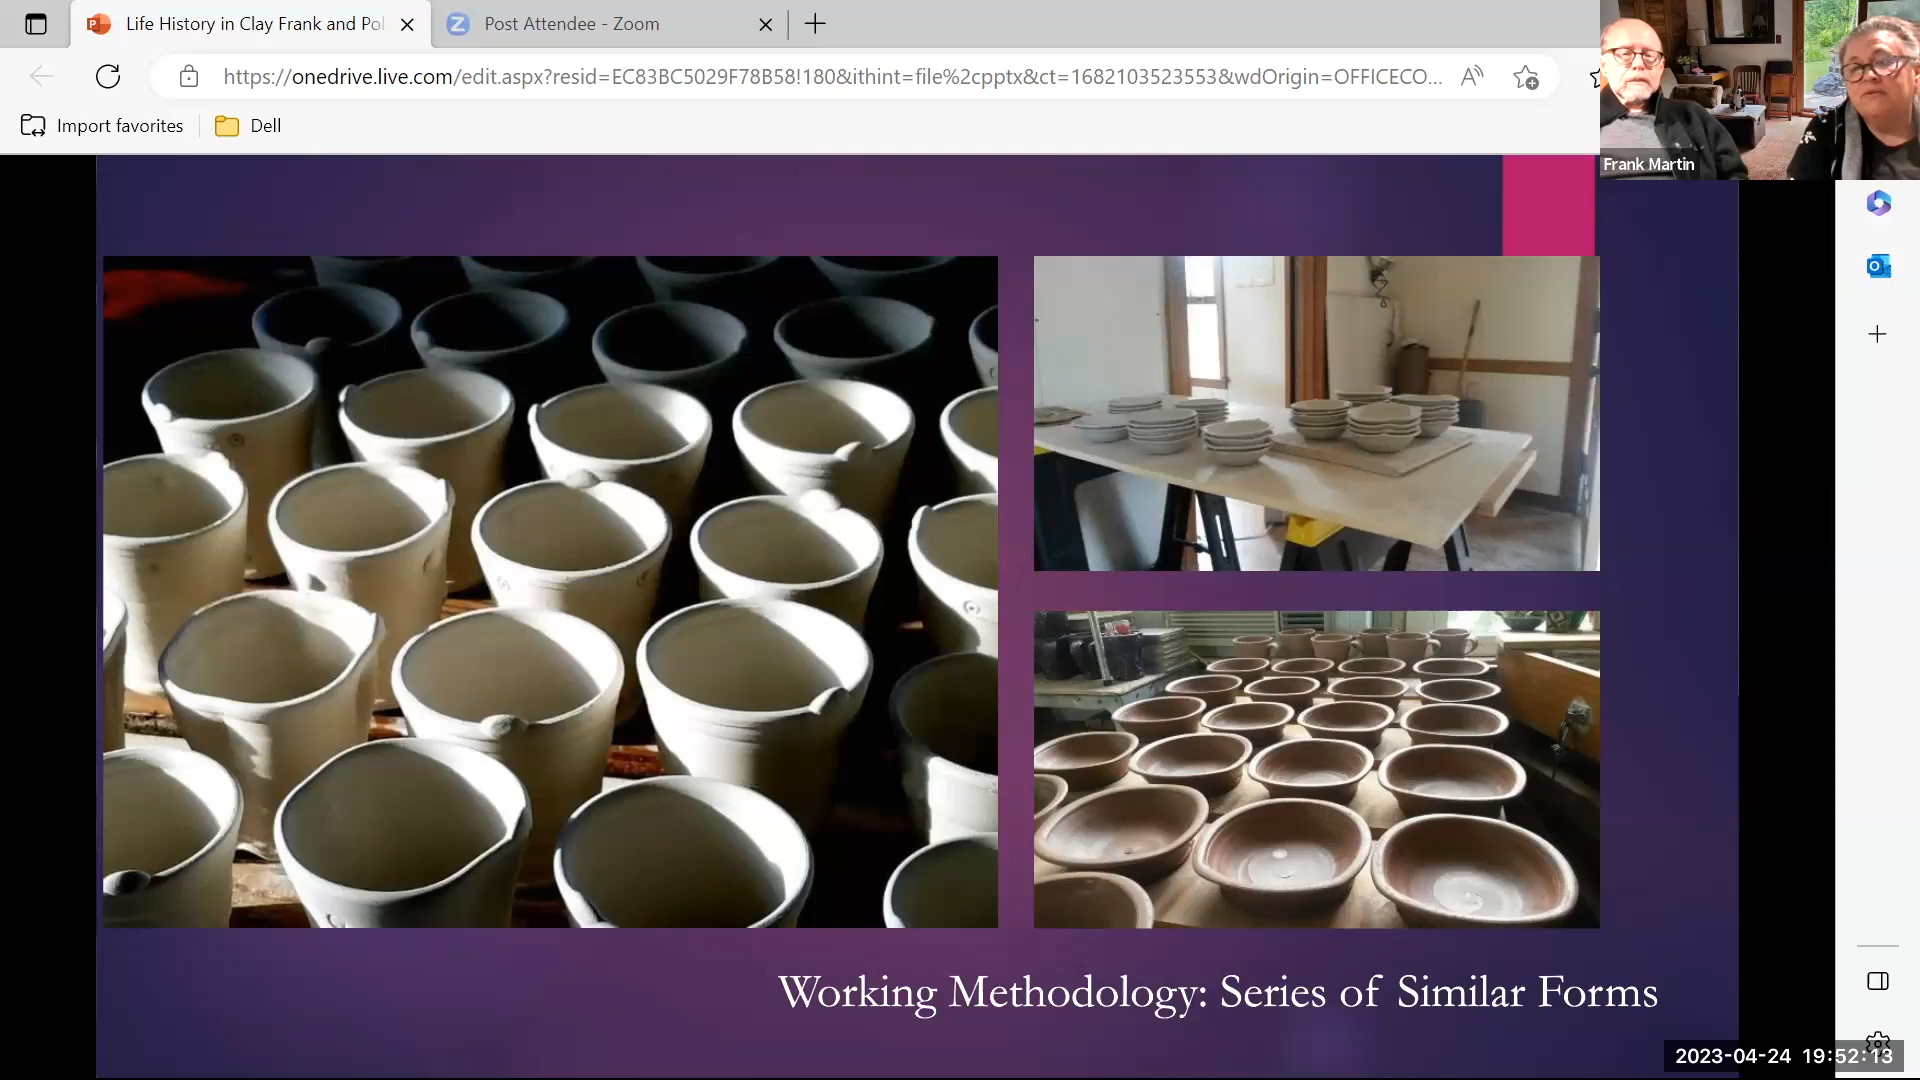 Life History in Clay Frank and Pol
Post Attendee - Zoom
https://onedrive.live.com/edit.aspx?resid=EC83BC5029F78B58!180&ithint=file%2cpptx&ct=1682103523553&wdOrigin=OFFICECO...
Import favorites
Dell
Frank Martin
Working Methodology: Series of Similar Forms
2023-04-24 19:52:13